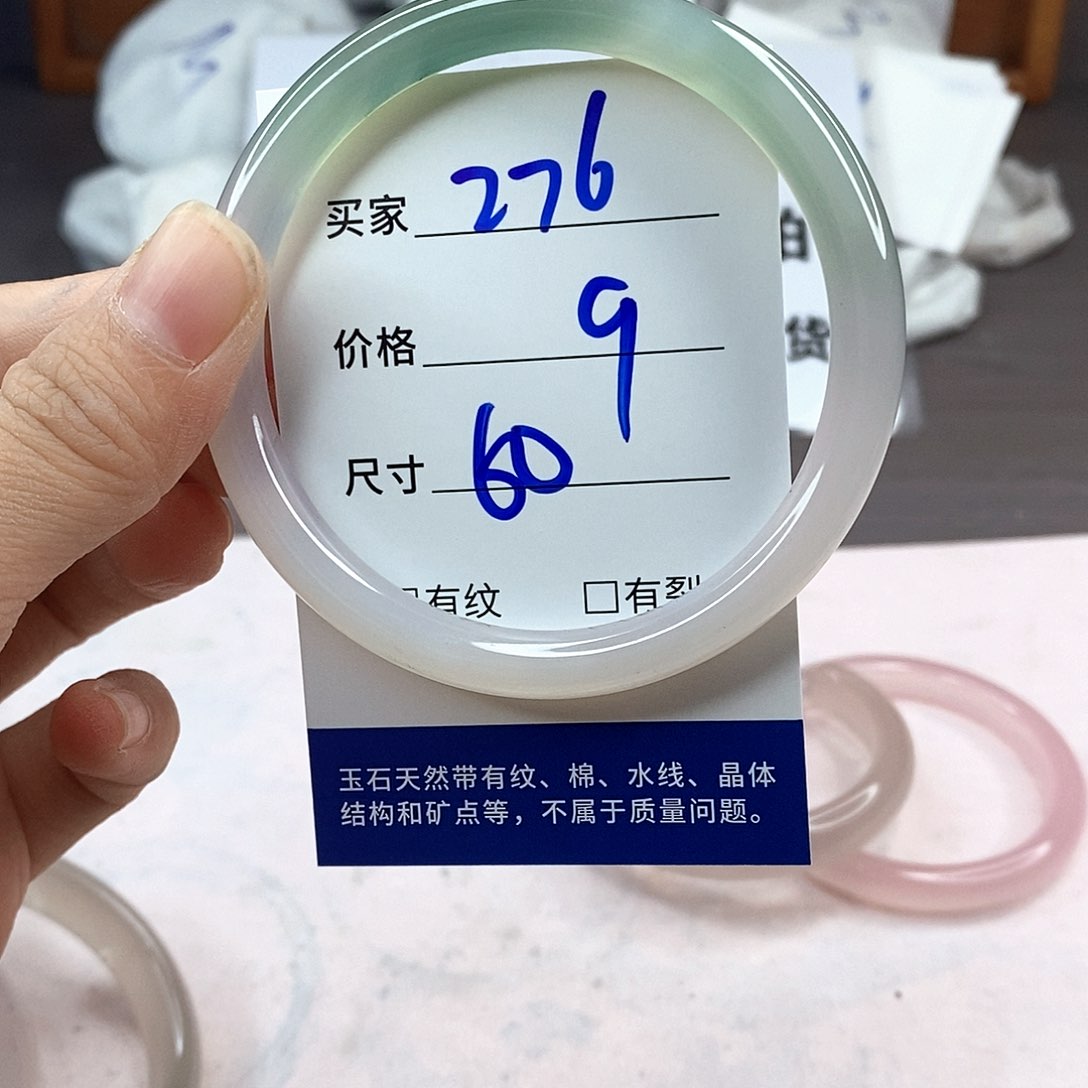 买家 276
价格 9
尺寸 60
□有纹 □有裂
玉石天然带有纹、棉、水线、晶体
结构和矿点等，不属于质量问题。
货